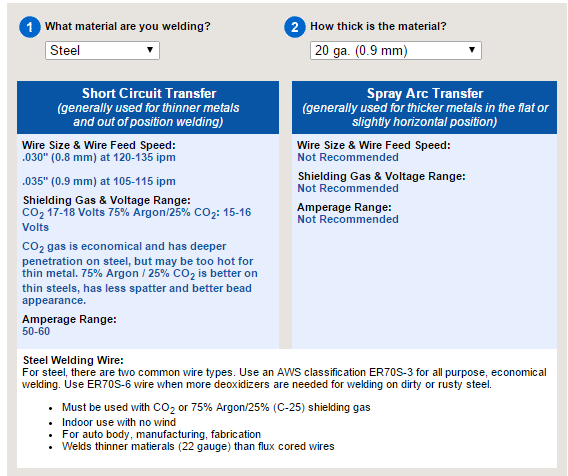 1 What material are you welding?
Steel
2 How thick is the material?
20 ga. (0.9 mm)
Short Circuit Transfer
(generally used for thinner metals
and out of position welding)
Wire Size & Wire Feed Speed:
.030" (0.8 mm) at 120-135 ipm
.035" (0.9 mm) at 105-115 ipm
Shielding Gas & Voltage Range:
CO2 17-18 Volts 75% Argon/25% CO2: 15-16
Volts
CO2 gas is economical and has deeper
penetration on steel, but may be too hot for
thin metal. 75% Argon / 25% CO2 is better on
thin steels, has less spatter and better bead
appearance.
Amperage Range:
50-60
Spray Arc Transfer
(generally used for thicker metals in the flat or
slightly horizontal position)
Wire Size & Wire Feed Speed:
Not Recommended
Shielding Gas & Voltage Range:
Not Recommended
Amperage Range:
Not Recommended
Steel Welding Wire:
For steel, there are two common wire types. Use an AWS classification ER70S-3 for all purpose, economical
welding. Use ER70S-6 wire when more deoxidizers are needed for welding on dirty or rusty steel.
• Must be used with CO2 or 75% Argon/25% (C-25) shielding gas
• Indoor use with no wind
• For auto body, manufacturing, fabrication
• Welds thinner matierals (22 gauge) than flux cored wires